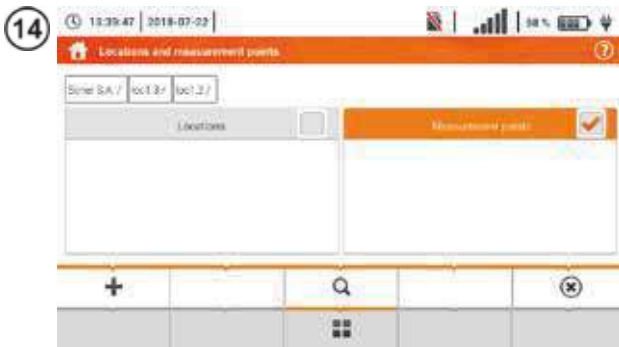 14
13:39:47 | 2018-07-22
98 %
Locations and measurement points
Sonel S.A. / loc1.3/ loc1.2/
Locations
Measurement points